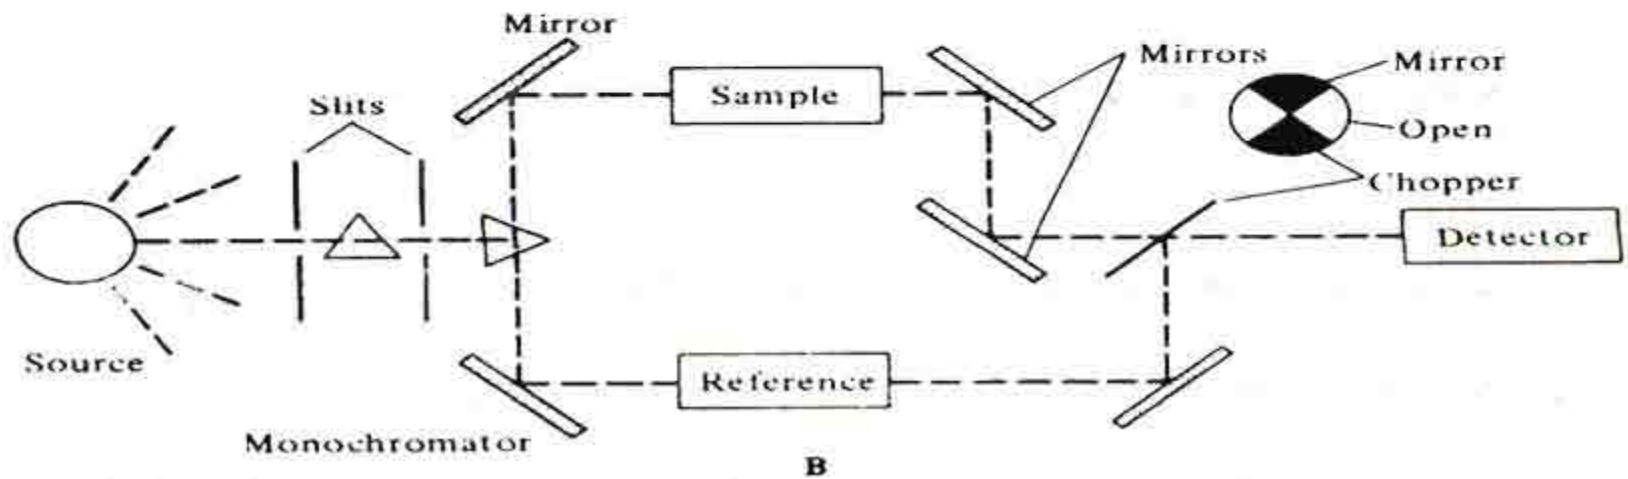 Mirror
Mirrors
Mirror
Slits
Sample
Open
Chopper
Detector
Source
Reference
Monochromator
B